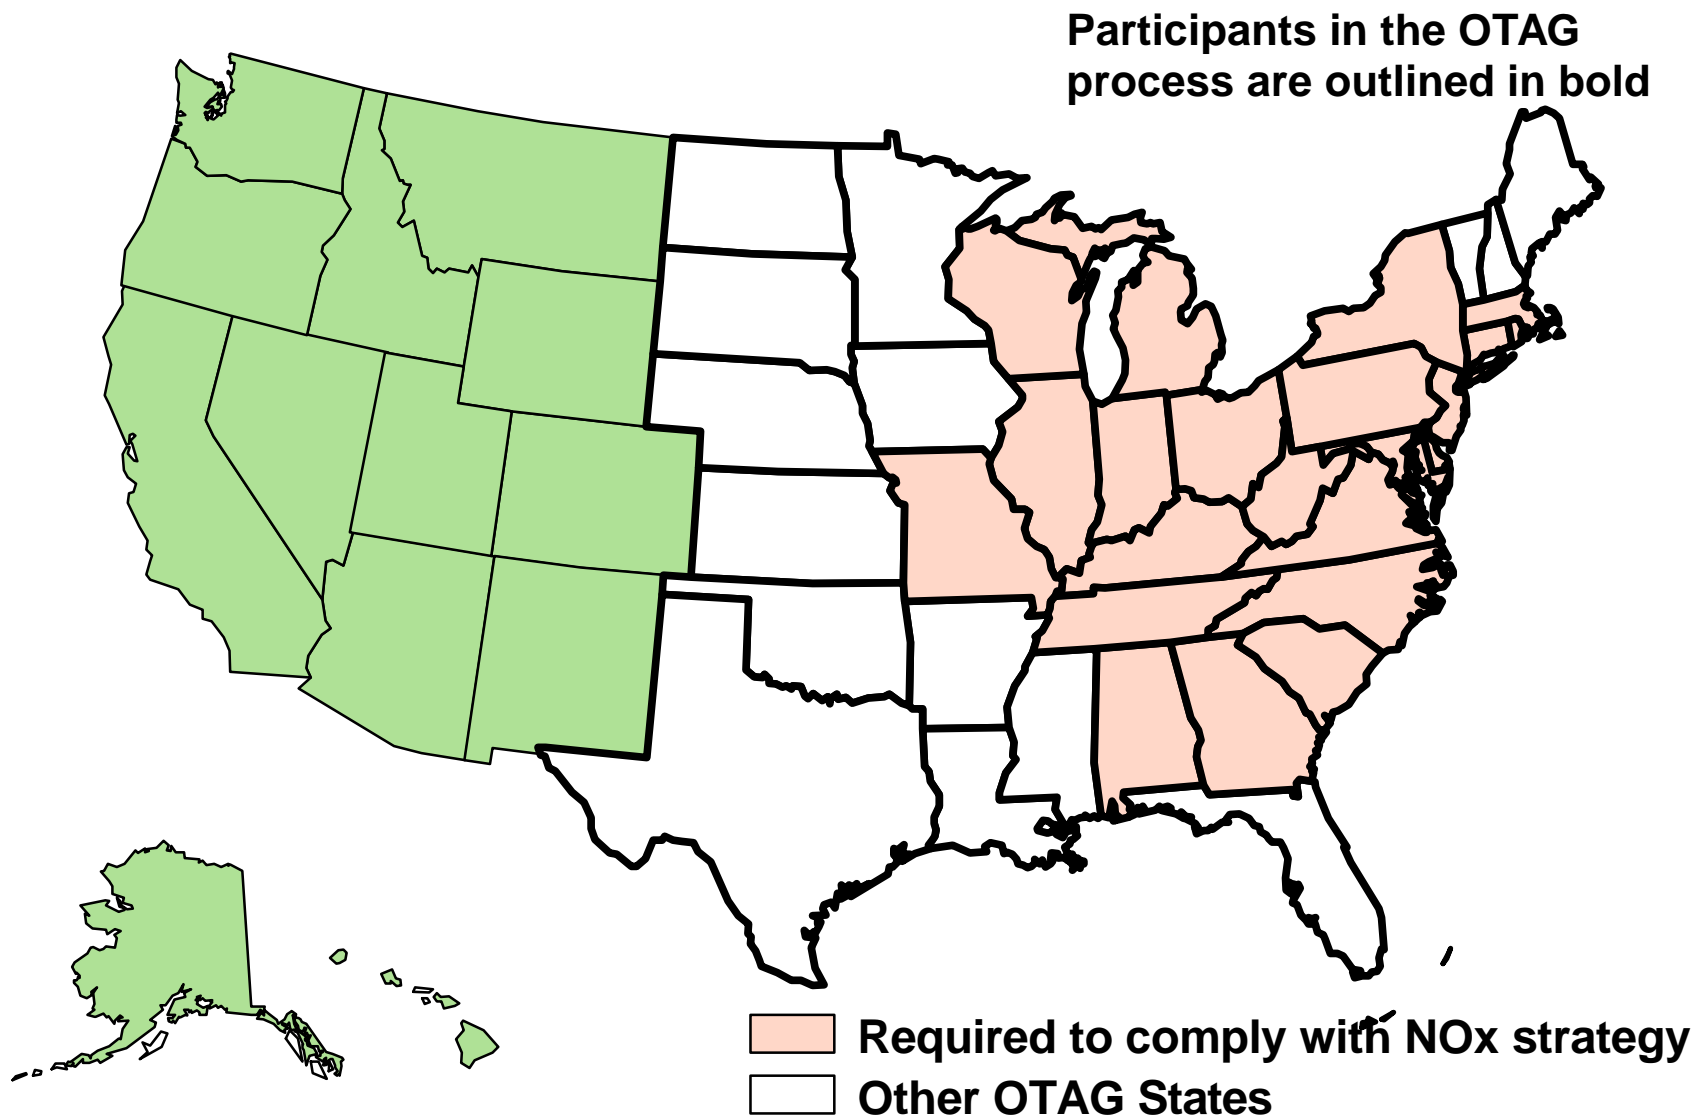 Participants in the OTAG
process are outlined in bold
Required to comply with NOx strategy
Other OTAG States